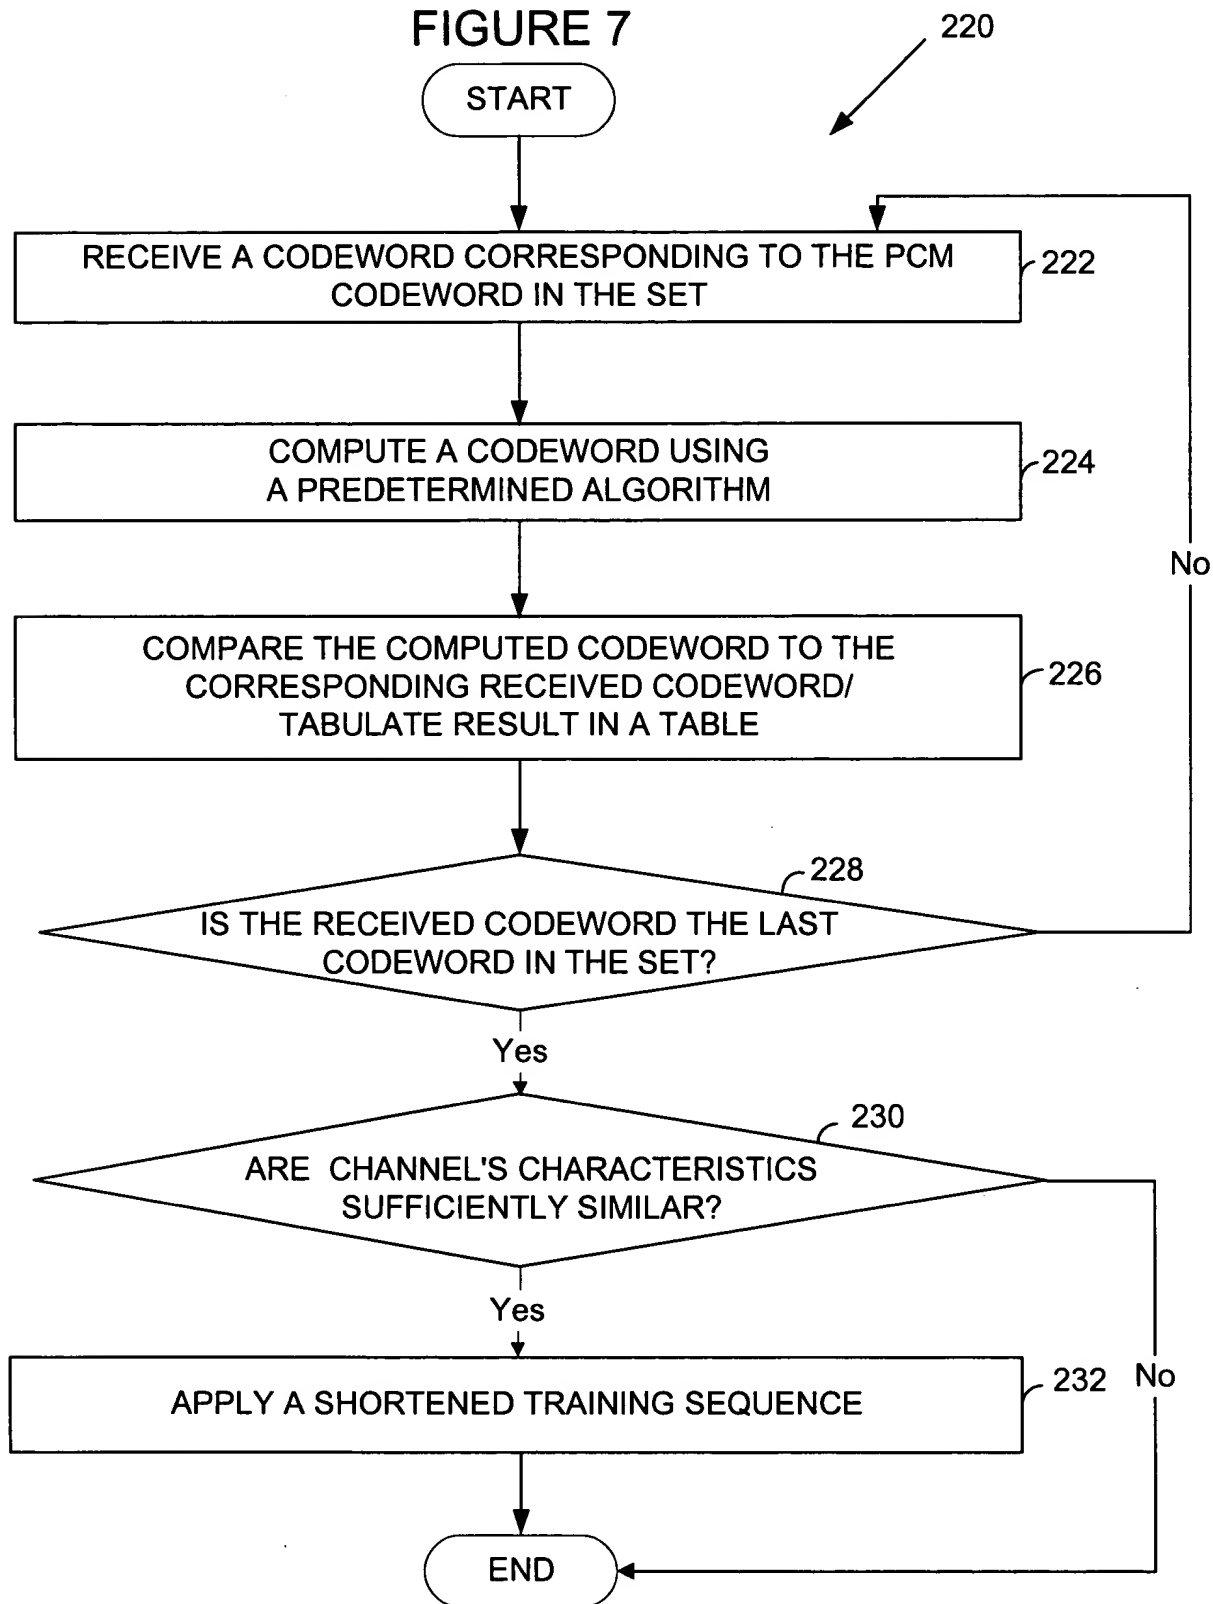 FIGURE 7
220
START
RECEIVE A CODEWORD CORRESPONDING TO THE PCM
CODEWORD IN THE SET
222
COMPUTE A CODEWORD USING
A PREDETERMINED ALGORITHM
224
No
COMPARE THE COMPUTED CODEWORD TO THE
CORRESPONDING RECEIVED CODEWORD/
TABULATE RESULT IN A TABLE
226
228
IS THE RECEIVED CODEWORD THE LAST
CODEWORD IN THE SET?
Yes
230
ARE CHANNEL'S CHARACTERISTICS
SUFFICIENTLY SIMILAR?
Yes
APPLY A SHORTENED TRAINING SEQUENCE
232
No
END